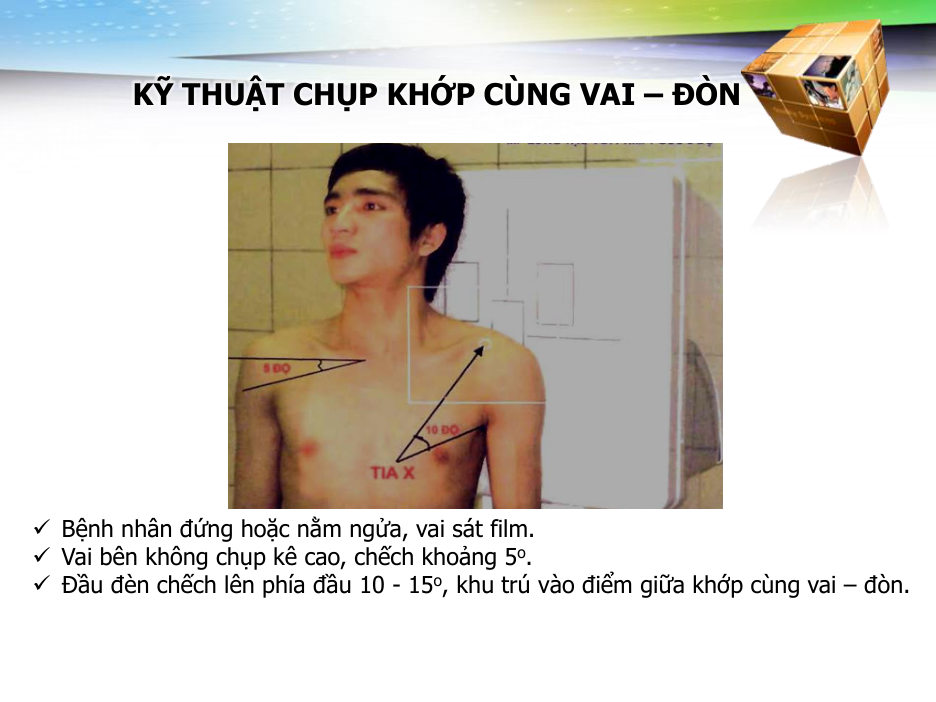 KỸ THUẬT CHỤP KHỚP CÙNG VAI – ĐÒN
5 ĐỘ
10 ĐỘ
TIA X
✓ Bệnh nhân đứng hoặc nằm ngửa, vai sát film.
✓ Vai bên không chụp kê cao, chếch khoảng 5º.
✓ Đầu đèn chếch lên phía đầu 10 - 15º, khu trú vào điểm giữa khớp cùng vai – đòn.